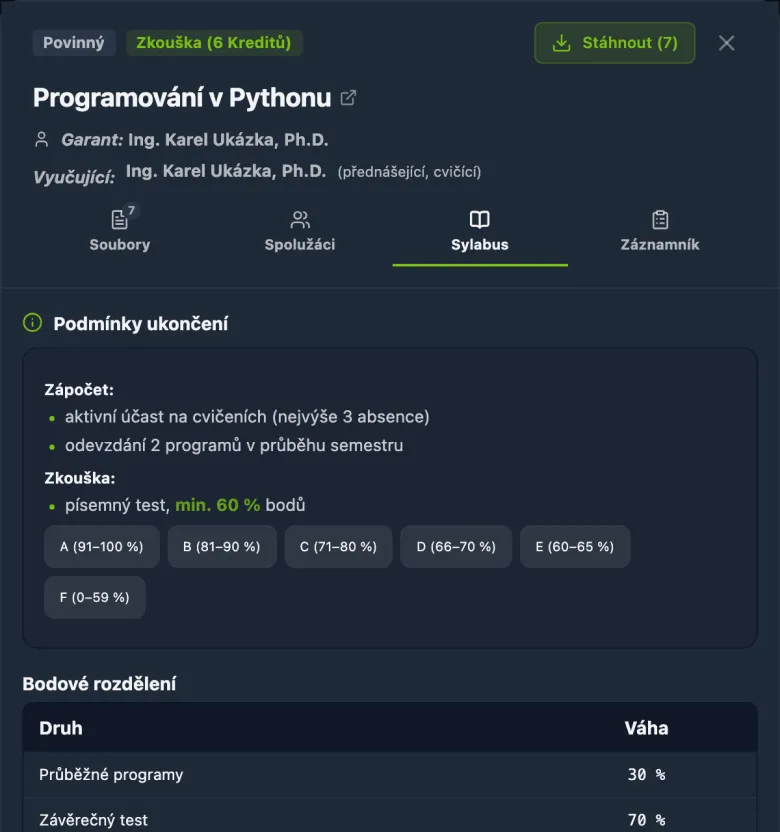 Povinný Zkouška (6 Kreditů) Stáhnout (7)
Programování v Pythonu
Garant: Ing. Karel Ukázka, Ph.D.
Vyučující: Ing. Karel Ukázka, Ph.D. (přednášející, cvičící)
7
Soubory Spolužáci Sylabus Záznamník
Podmínky ukončení
Zápočet:
• aktivní účast na cvičeních (nejvýše 3 absence)
• odevzdání 2 programů v průběhu semestru
Zkouška:
• písemný test, min. 60 % bodů
A (91–100 %) B (81–90 %) C (71–80 %) D (66–70 %) E (60–65 %)
F (0–59 %)
Bodové rozdělení
Druh Váha
Průběžné programy 30 %
Závěrečný test 70 %